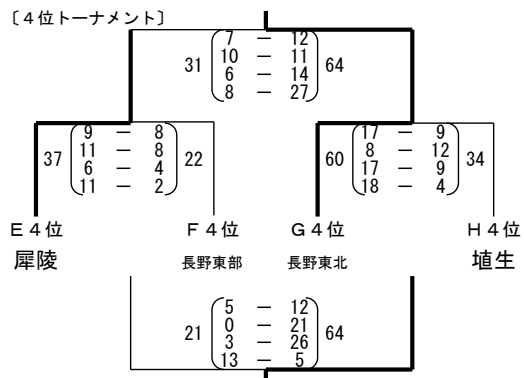 〔４位トーナメント〕
7 － 12
10 － 11
31 6 － 14 64
8 － 27
9 － 8 17 － 9
11 － 8 8 － 12
37 6 － 4 22 60 17 － 9 34
11 － 2 18 － 4
Ｅ４位 Ｆ４位 Ｇ４位 Ｈ４位
犀陵 長野東部 長野東北 埴生
5 － 12
0 － 21
21 3 － 26 64
13 － 5